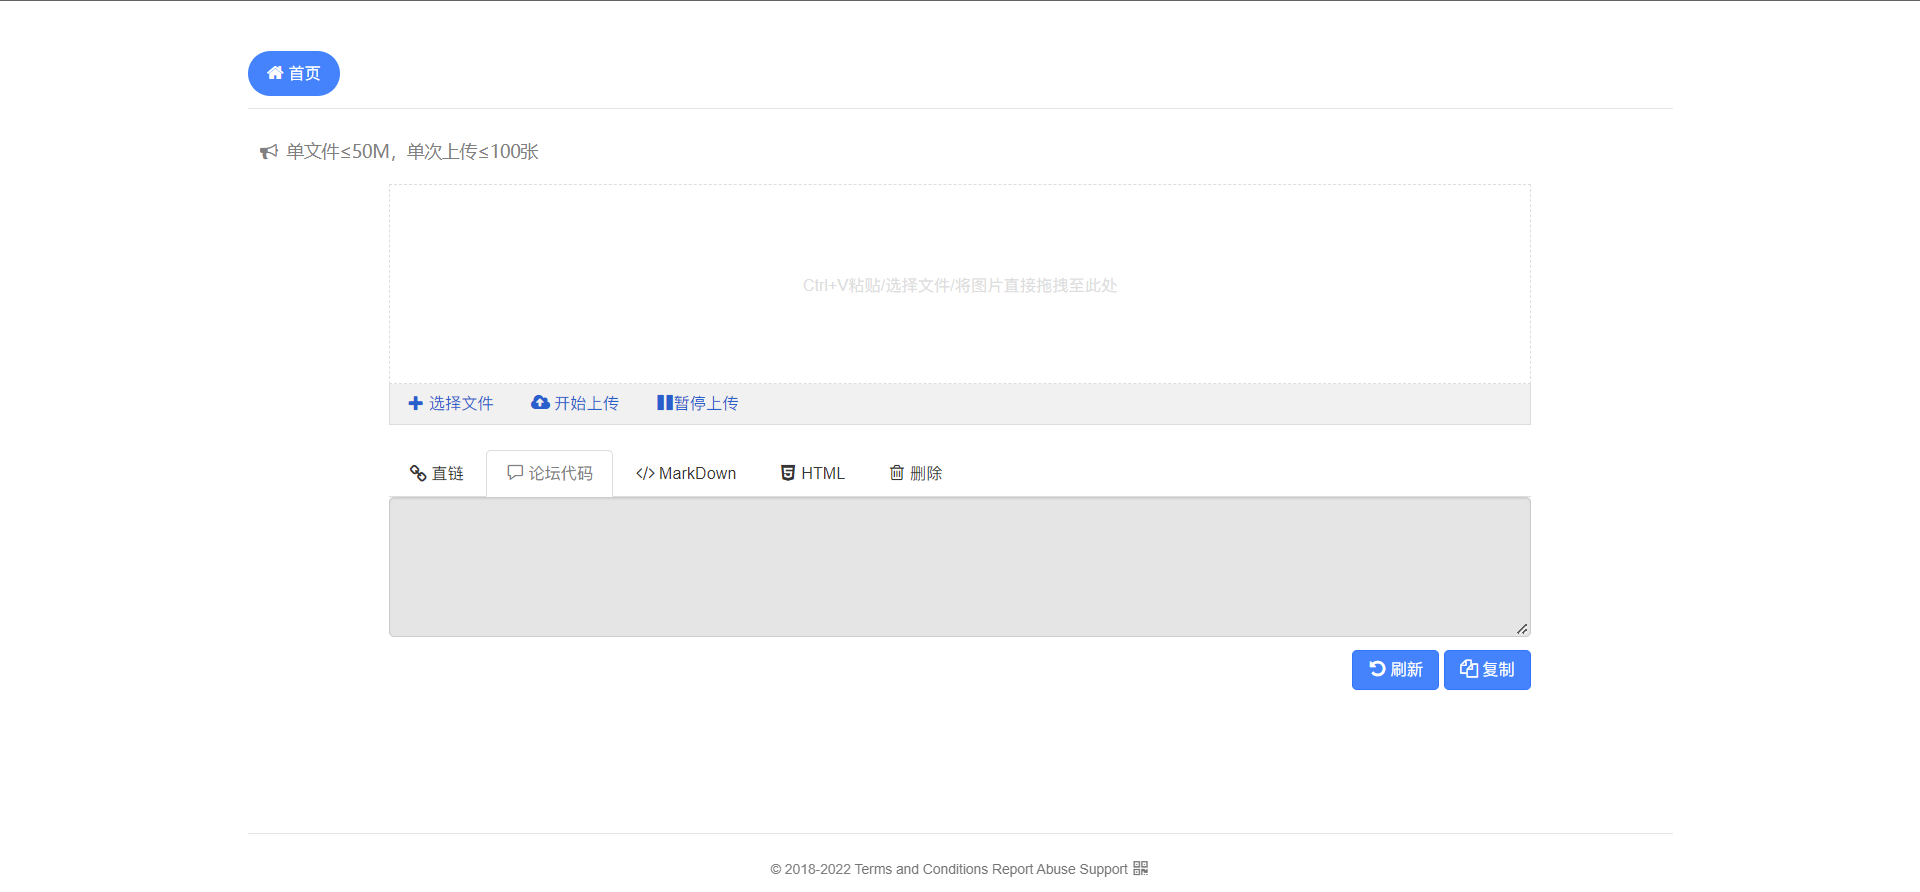 首页
单文件≤50M，单次上传≤100张
Ctrl+V粘贴/选择文件/将图片直接拖拽至此处
选择文件 开始上传 暂停上传
直链 论坛代码 MarkDown HTML 删除
刷新 复制
© 2018-2022 Terms and Conditions Report Abuse Support